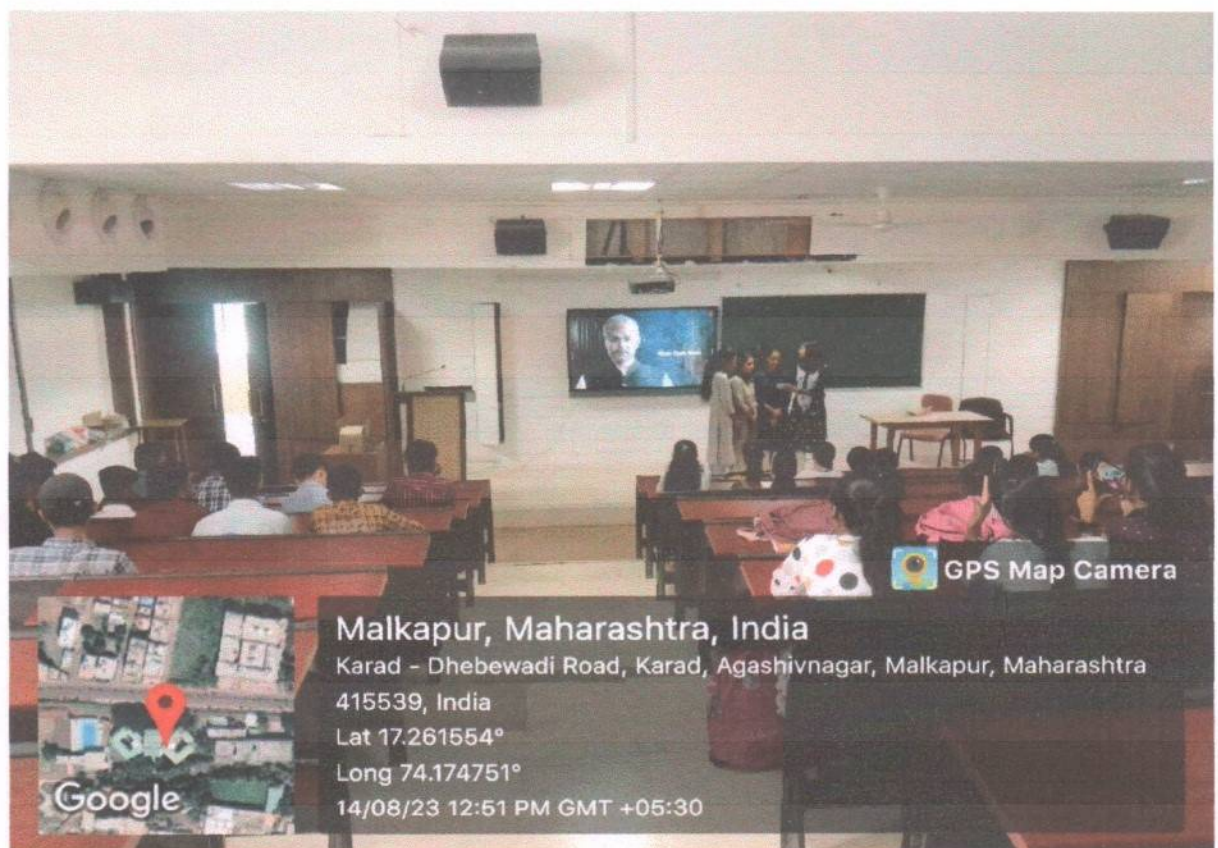 GPS Map Camera
Malkapur, Maharashtra, India
Karad - Dhebewadi Road, Karad, Agashivnagar, Malkapur, Maharashtra
415539, India
Lat 17.261554°
Long 74.174751°
14/08/23 12:51 PM GMT +05:30
Google